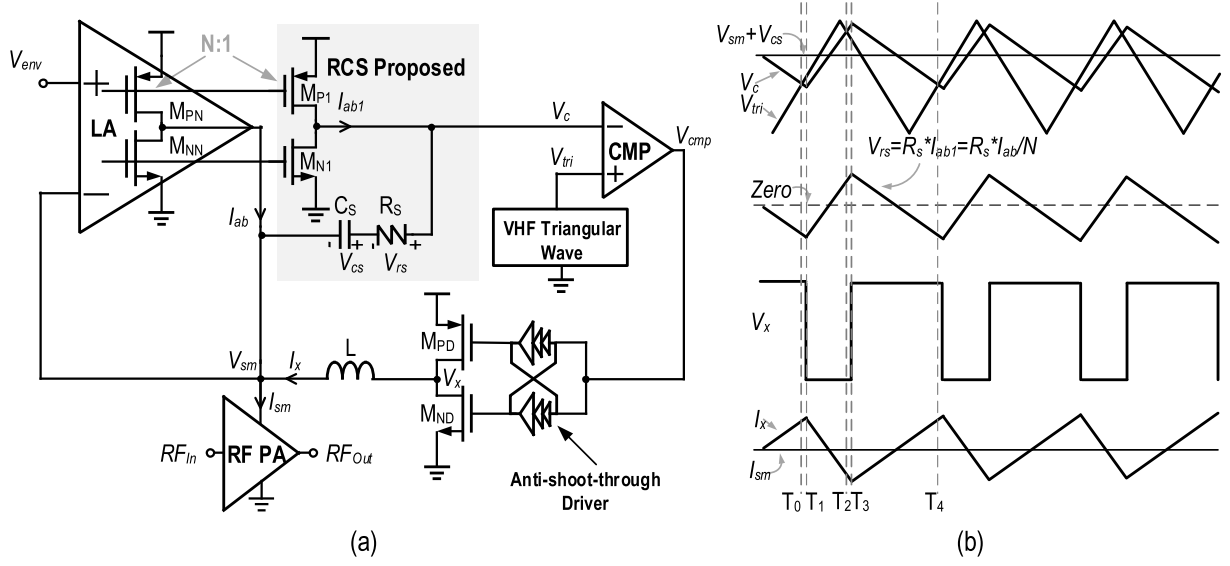 N:1
RCS Proposed
V_env
+
LA
−
M_PN
M_NN
M_P1
M_N1
I_ab1
V_c
V_tri
−
+
CMP
V_cmp
VHF Triangular
Wave
I_ab
C_S
R_S
-
+
-
+
V_cs
V_rs
M_PD
M_ND
V_x
L
I_x
V_sm
I_sm
RF_In
RF PA
RF_Out
Anti-shoot-through
Driver
(a)
V_sm+V_cs
V_c
V_tri
V_rs=R_s*I_ab1=R_s*I_ab/N
Zero
V_x
I_x
I_sm
T_0 T_1 T_2 T_3 T_4
(b)